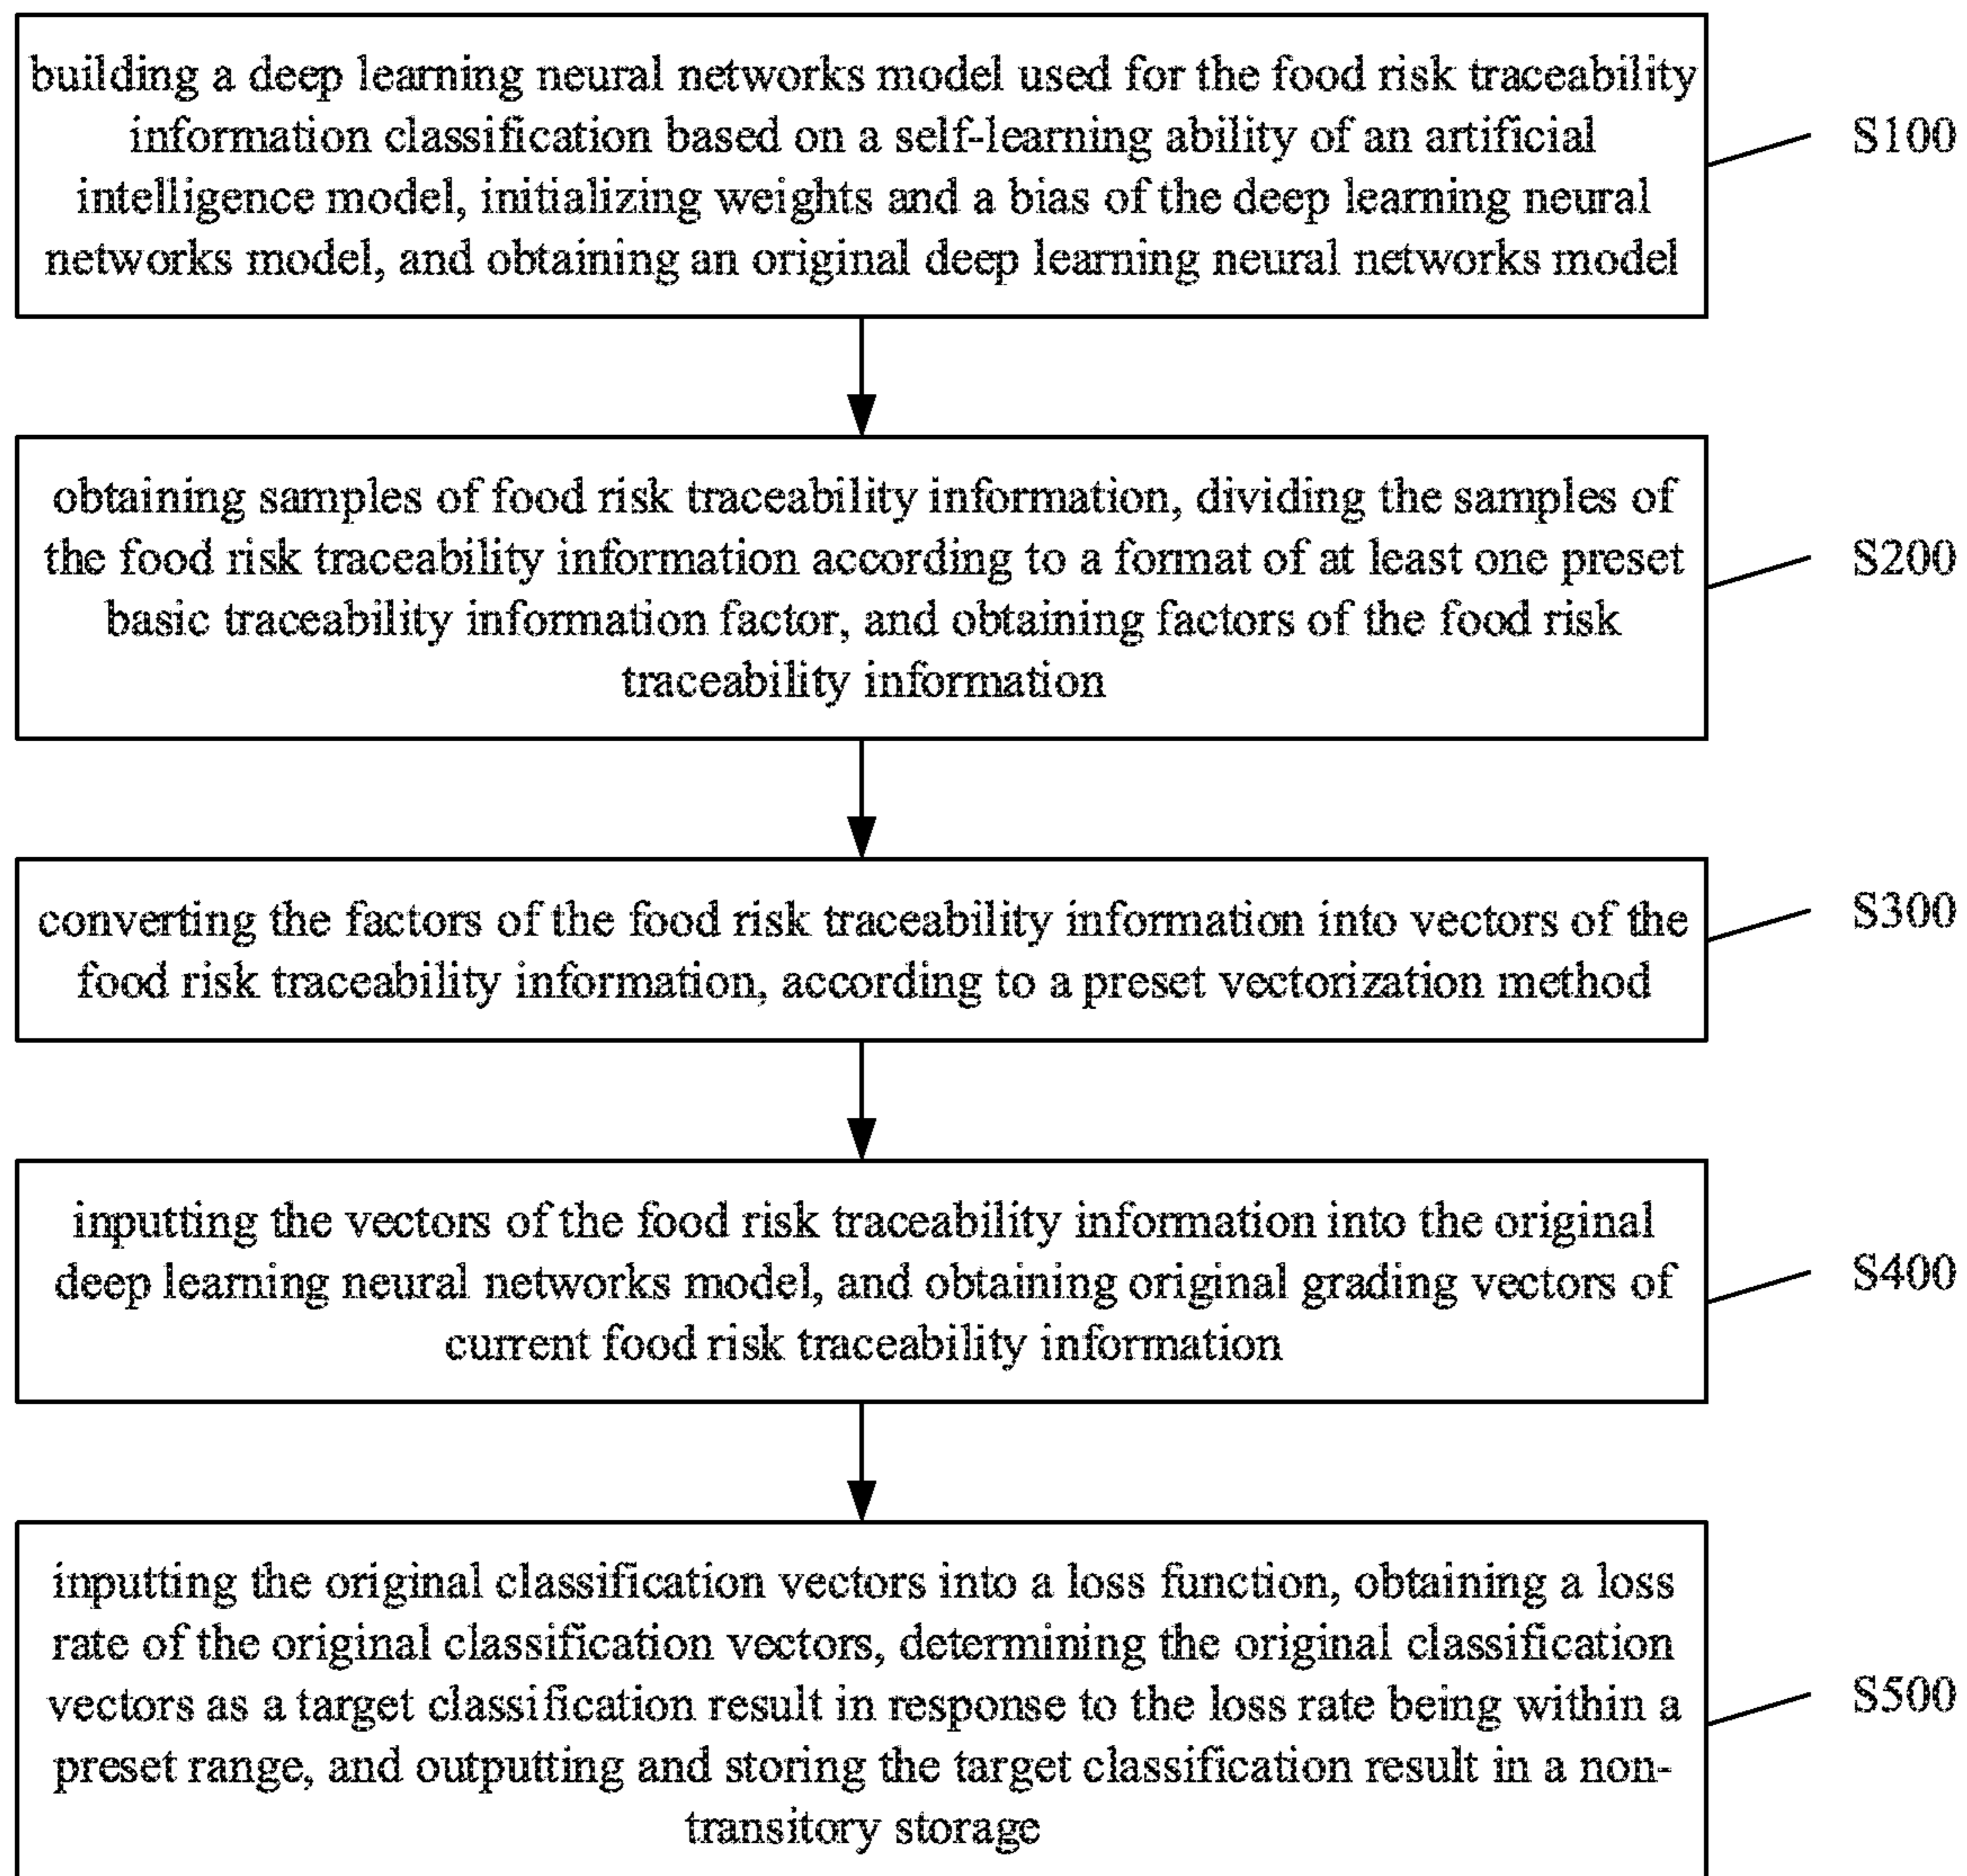 building a deep learning neural networks model used for the food risk traceability
information classification based on a self-learning ability of an artificial
intelligence model, initializing weights and a bias of the deep learning neural
networks model, and obtaining an original deep learning neural networks model
S100
obtaining samples of food risk traceability information, dividing the samples of
the food risk traceability information according to a format of at least one preset
basic traceability information factor, and obtaining factors of the food risk
traceability information
S200
converting the factors of the food risk traceability information into vectors of the
food risk traceability information, according to a preset vectorization method
S300
inputting the vectors of the food risk traceability information into the original
deep learning neural networks model, and obtaining original grading vectors of
current food risk traceability information
S400
inputting the original classification vectors into a loss function, obtaining a loss
rate of the original classification vectors, determining the original classification
vectors as a target classification result in response to the loss rate being within a
preset range, and outputting and storing the target classification result in a non-
transitory storage
S500